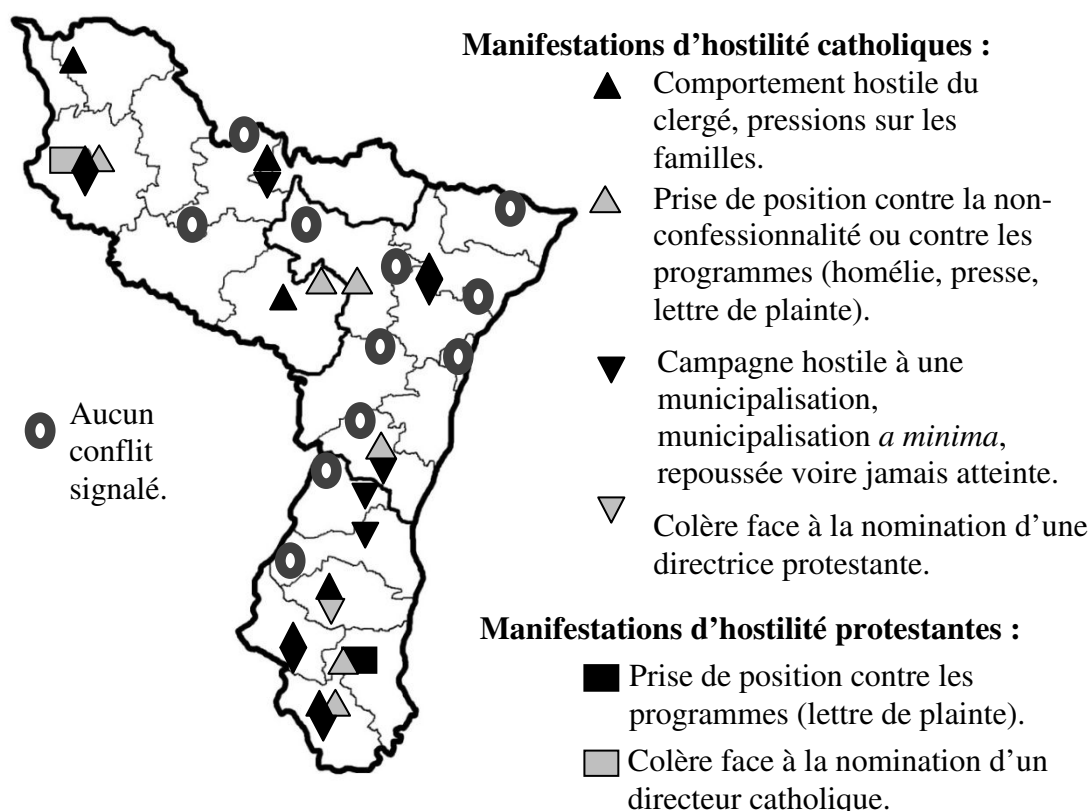 Manifestations d'hostilité catholiques :
Comportement hostile du
clergé, pressions sur les
familles.
Prise de position contre la non-
confessionnalité ou contre les
programmes (homélie, presse,
lettre de plainte).
Campagne hostile à une
municipalisation,
municipalisation a minima,
repoussée voire jamais atteinte.
Colère face à la nomination d'une
directrice protestante.
Aucun
conflit
signalé.
Manifestations d'hostilité protestantes :
Prise de position contre les
programmes (lettre de plainte).
Colère face à la nomination d'un
directeur catholique.